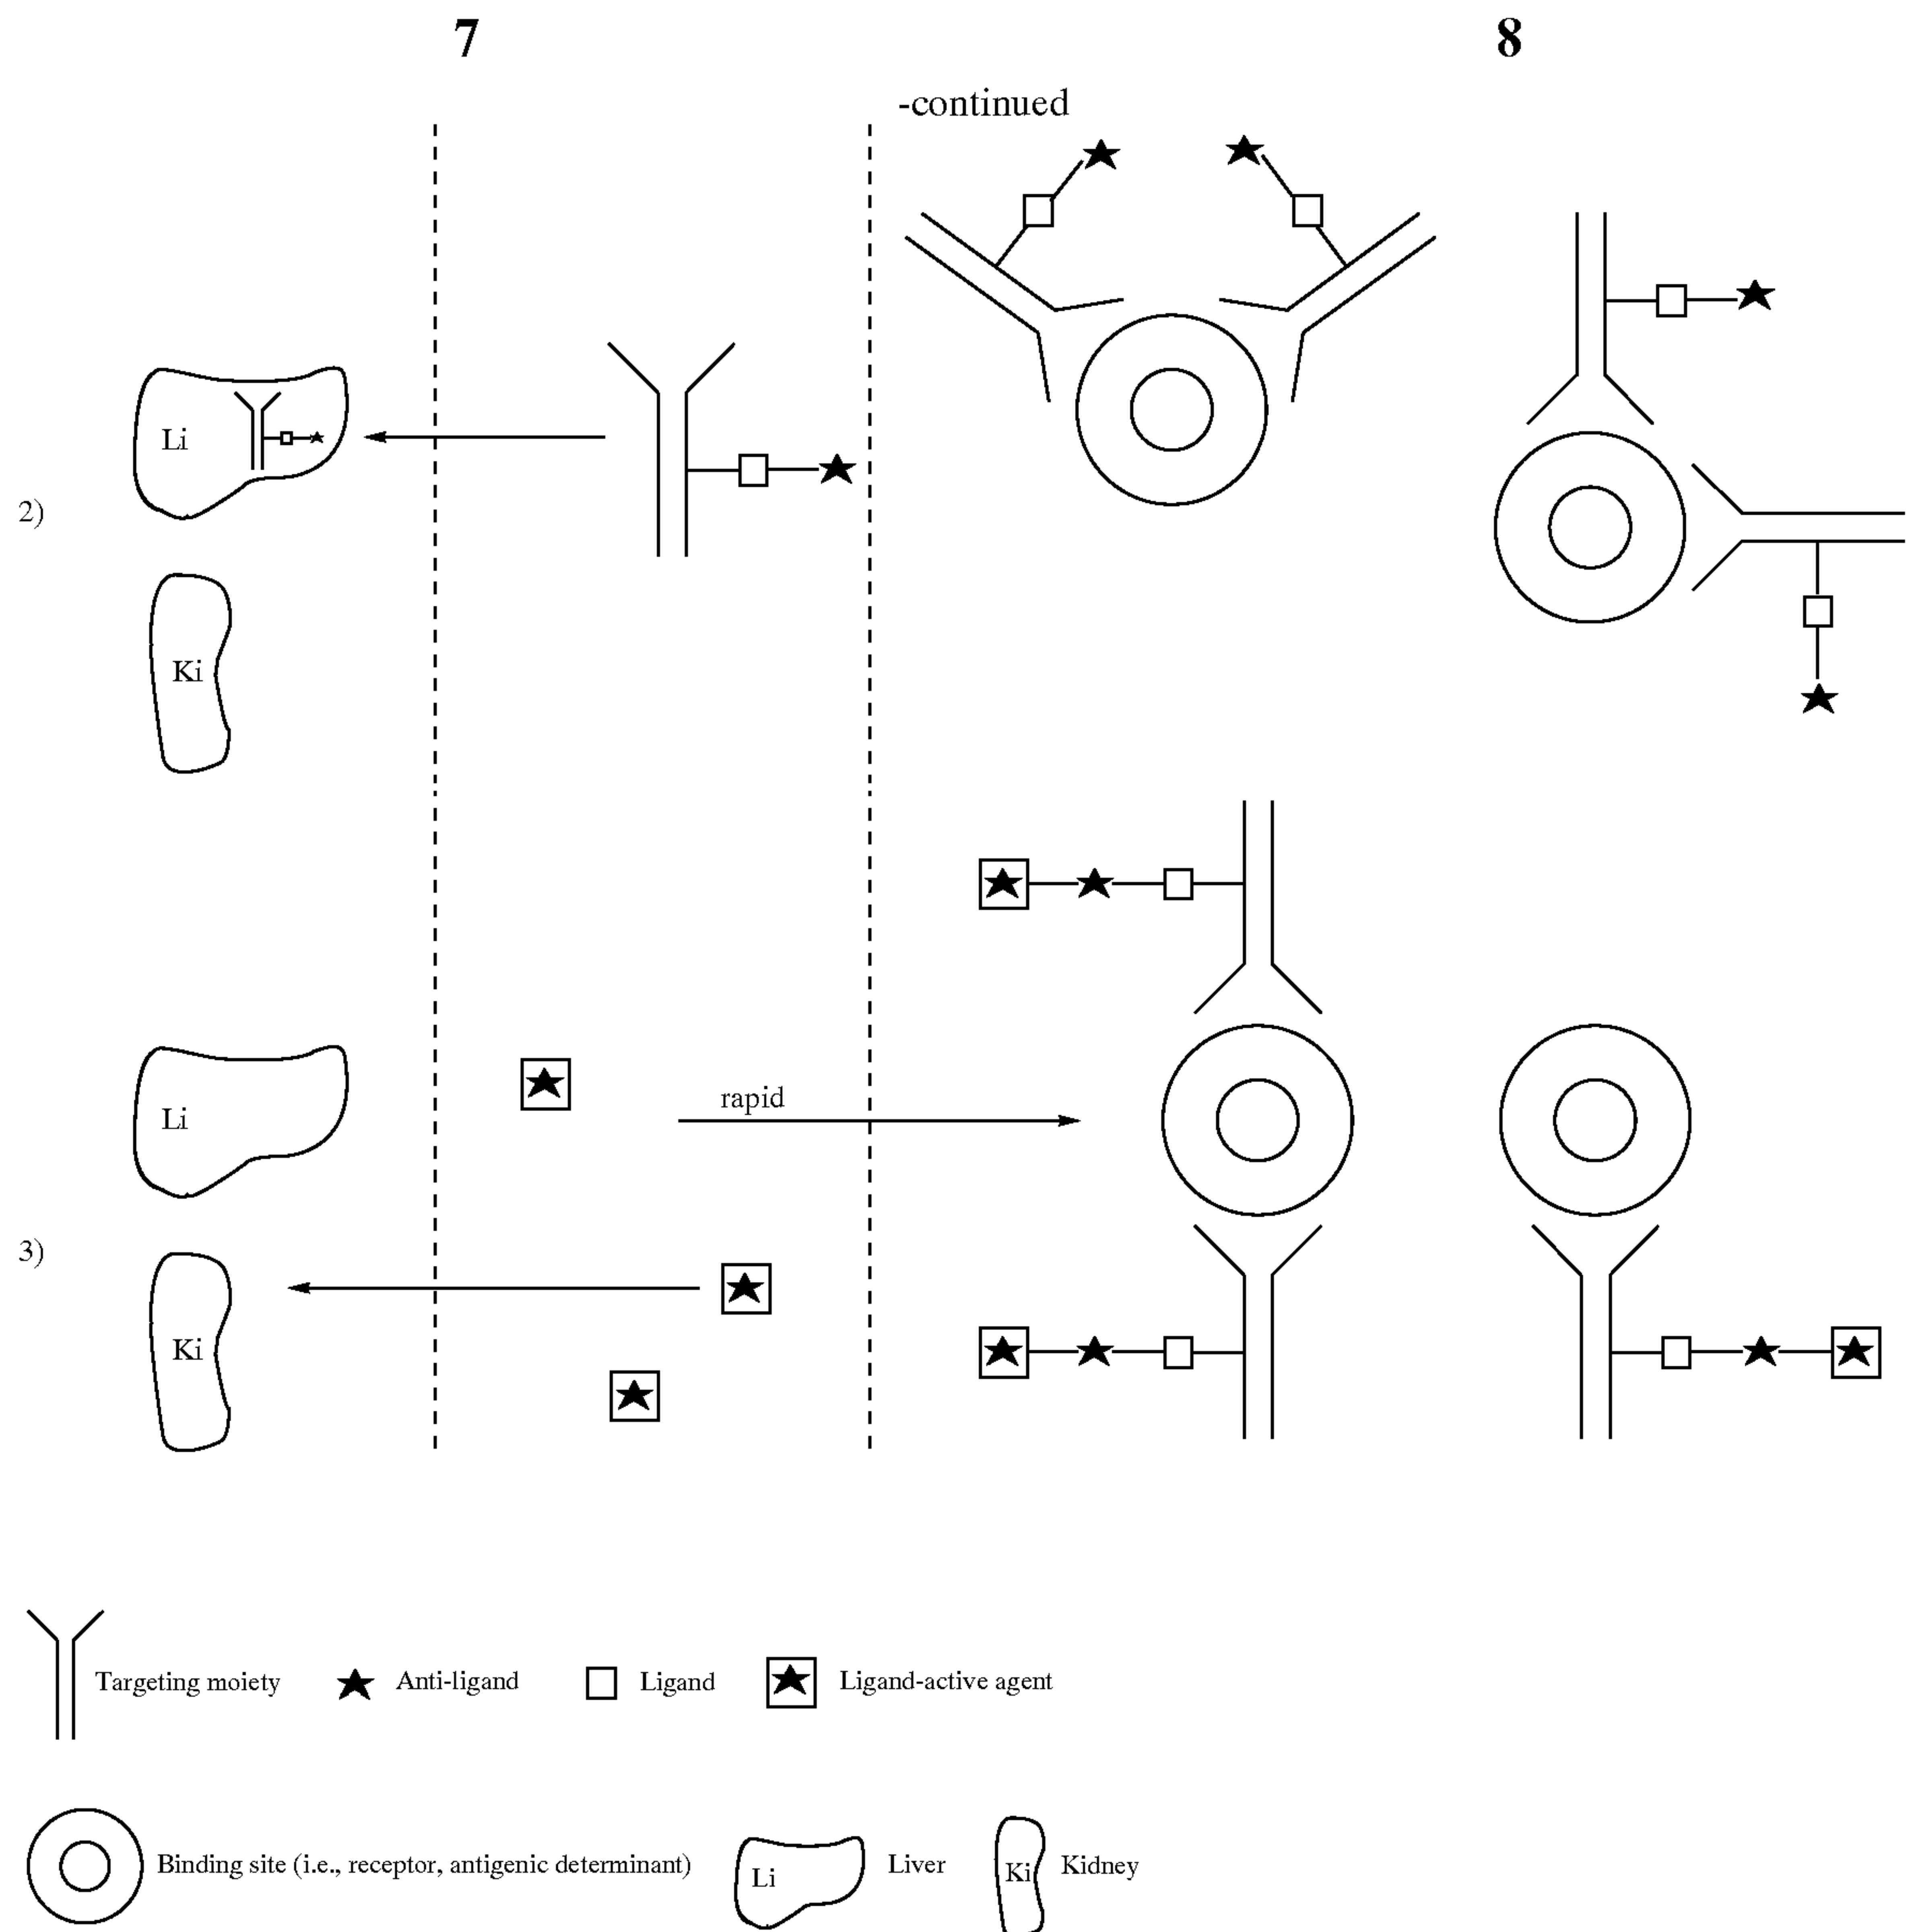 7
8
-continued
Li
2)
Ki
Li
rapid
3)
Ki
Targeting moiety
Anti-ligand
Ligand
Ligand-active agent
Binding site (i.e., receptor, antigenic determinant)
Li
Liver
Ki
Kidney